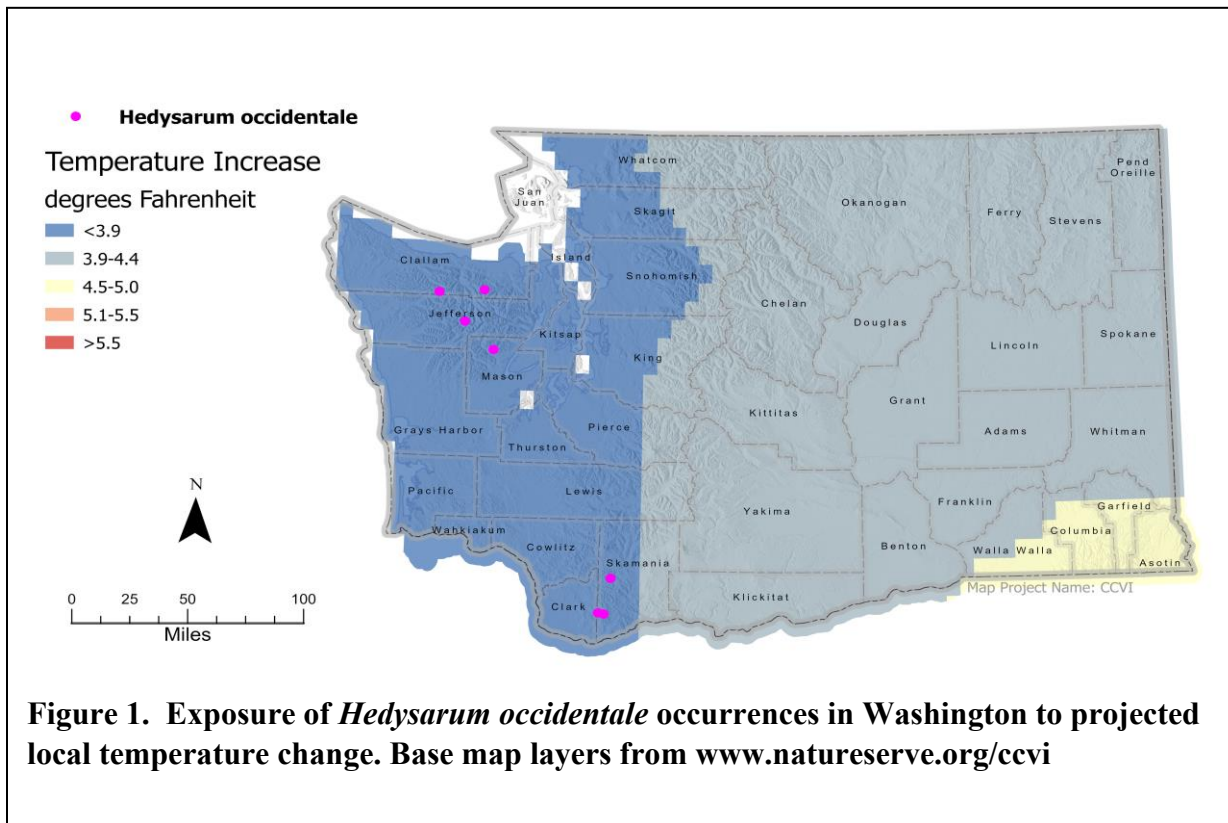 Hedysarum occidentale
Temperature Increase
degrees Fahrenheit
<3.9
3.9-4.4
4.5-5.0
5.1-5.5
>5.5
N
0 25 50 100
Miles
Whatcom
San
Juan
Skagit
Okanogan
Ferry
Stevens
Pend
Oreille
Clallam
Island
Snohomish
Chelan
Jefferson
Kitsap
Douglas
Lincoln
Spokane
King
Mason
Grant
Kittitas
Grays Harbor
Pierce
Adams
Whitman
Thurston
Pacific
Lewis
Yakima
Franklin
Garfield
Wahkiakum
Cowlitz
Columbia
Skamania
Benton
Walla Walla
Asotin
Clark
Klickitat
Map Project Name: CCVI
Figure 1. Exposure of Hedysarum occidentale occurrences in Washington to projected
local temperature change. Base map layers from www.natureserve.org/ccvi